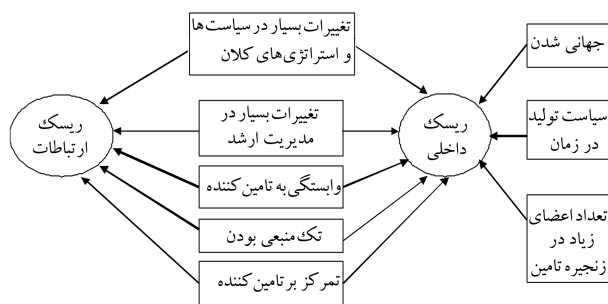 تغییرات بسیار در سیاست‌ها
و استراتژی‌های کلان
جهانی شدن
ریسک
ارتباطات
تغییرات بسیار در
مدیریت ارشد
ریسک
داخلی
سیاست تولید
در زمان
وابستگی به تامین کننده
تک منبعی بودن
تمرکز بر تامین کننده
تعداد اعضای
زیاد در
زنجیره تامین